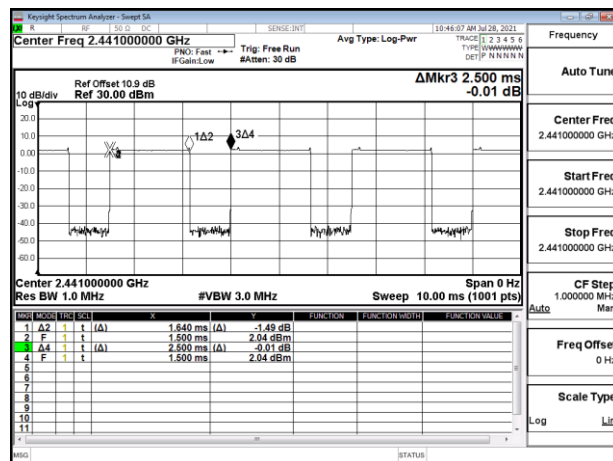 Keysight Spectrum Analyzer - Swept SA
R RF 50 Ω DC SENSE:INT 10:46:07 AM Jul 28, 2021
Center Freq 2.441000000 GHz
PNO: Fast
IFGain:Low
Trig: Free Run
#Atten: 30 dB
Avg Type: Log-Pwr
TRACE 1 2 3 4 5 6
TYPE WWWWWWW
DET P N N N N N
Ref Offset 10.9 dB
Ref 30.00 dBm
10 dB/div
Log
ΔMkr3 2.500 ms
-0.01 dB
20.0
10.0
0.00
-10.0
-20.0
-30.0
-40.0
-50.0
-60.0
1Δ2
3Δ4
Center 2.441000000 GHz
Span 0 Hz
Res BW 1.0 MHz
#VBW 3.0 MHz
Sweep 10.00 ms (1001 pts)
MKR MODE TRC SCL X Y FUNCTION FUNCTION WIDTH FUNCTION VALUE
1 Δ2 1 t (Δ) 1.640 ms (Δ) -1.49 dB
2 F 1 t 1.500 ms 2.04 dBm
3 Δ4 1 t (Δ) 2.500 ms (Δ) -0.01 dB
4 F 1 t 1.500 ms 2.04 dBm
5
6
7
8
9
10
11
MSG
STATUS
Frequency
Auto Tune
Center Freq
2.441000000 GHz
Start Freq
2.441000000 GHz
Stop Freq
2.441000000 GHz
CF Step
1.000000 MHz
Auto Man
Freq Offset
0 Hz
Scale Type
Log Lin